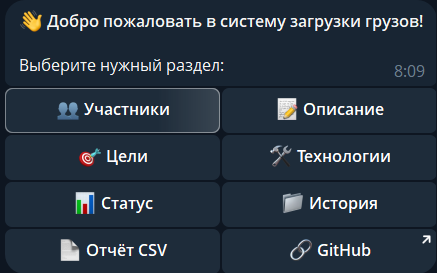 👋 Добро пожаловать в систему загрузки грузов!
Выберите нужный раздел:
8:09
👥 Участники
📝 Описание
🎯 Цели
🛠 Технологии
📊 Статус
📁 История
📄 Отчёт CSV
🔗 GitHub